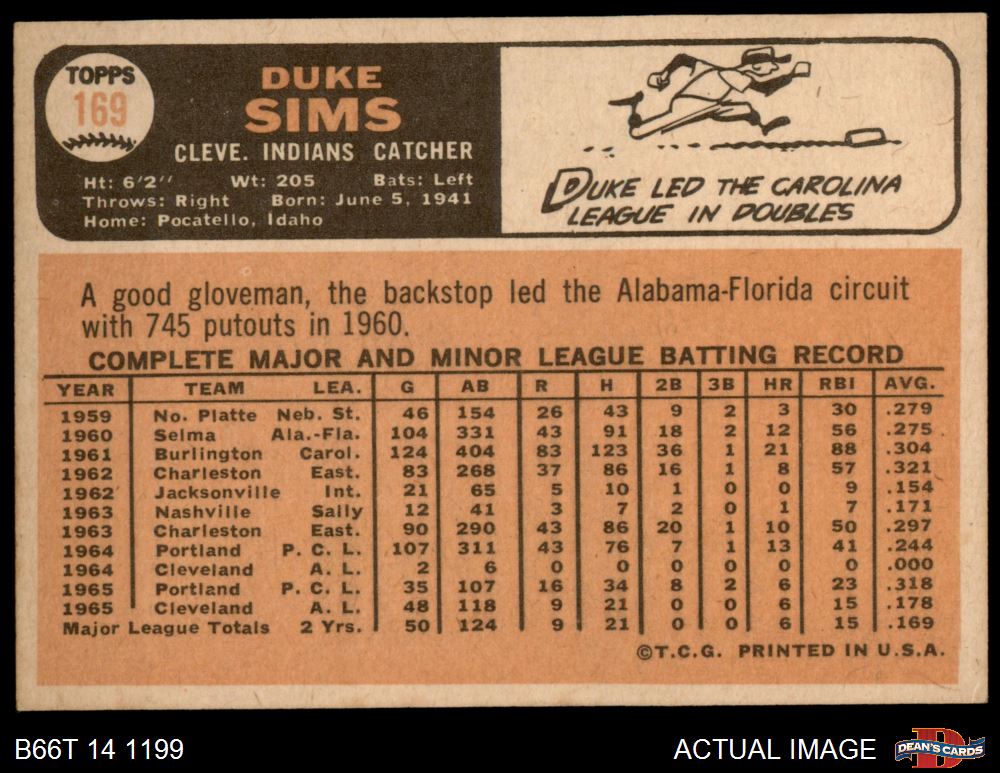 TOPPS
169
DUKE
SIMS
CLEVE. INDIANS CATCHER
Ht: 6'2" Wt: 205 Bats: Left
Throws: Right Born: June 5, 1941
Home: Pocatello, Idaho
DUKE LED THE CAROLINA
LEAGUE IN DOUBLES
A good gloveman, the backstop led the Alabama-Florida circuit
with 745 putouts in 1960.
COMPLETE MAJOR AND MINOR LEAGUE BATTING RECORD
YEAR TEAM LEA. G AB R H 2B 3B HR RBI AVG.
1959 No. Platte Neb. St. 46 154 26 43 9 2 3 30 .279
1960 Selma Ala.-Fla. 104 331 43 91 18 2 12 56 .275
1961 Burlington Carol. 124 404 83 123 36 1 21 88 .304
1962 Charleston East. 83 268 37 86 16 1 8 57 .321
1962 Jacksonville Int. 21 65 5 10 1 0 0 9 .154
1963 Nashville Sally 12 41 3 7 2 0 1 7 .171
1963 Charleston East. 90 290 43 86 20 1 10 50 .297
1964 Portland P. C. L. 107 311 43 76 7 1 13 41 .244
1964 Cleveland A. L. 2 6 0 0 0 0 0 0 .000
1965 Portland P. C. L. 35 107 16 34 8 2 6 23 .318
1965 Cleveland A. L. 48 118 9 21 0 0 6 15 .178
Major League Totals 2 Yrs. 50 124 9 21 0 0 6 15 .169
©T.C.G. PRINTED IN U.S.A.
B66T 14 1199
ACTUAL IMAGE
D
DEAN'S CARDS